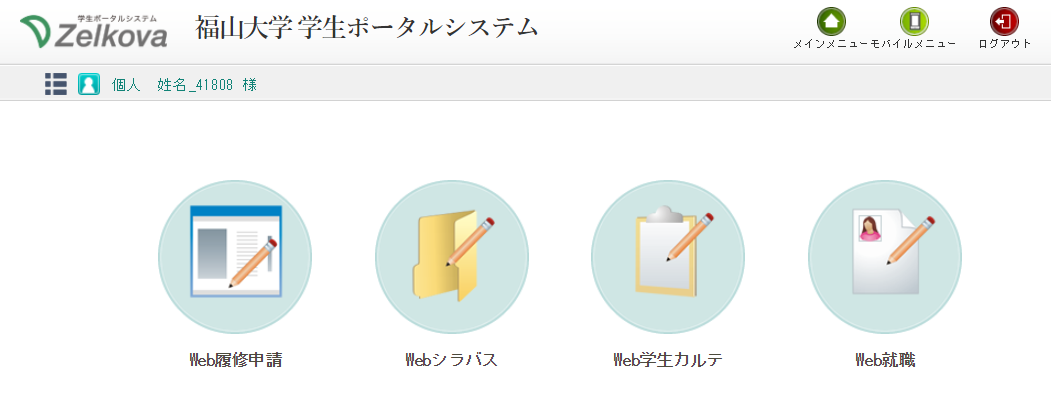 学生ポータルシステム
Zelkova
福山大学 学生ポータルシステム
メインメニュー
モバイルメニュー
ログアウト
個人 姓名_41808 様
Web履修申請
Webシラバス
Web学生カルテ
Web就職